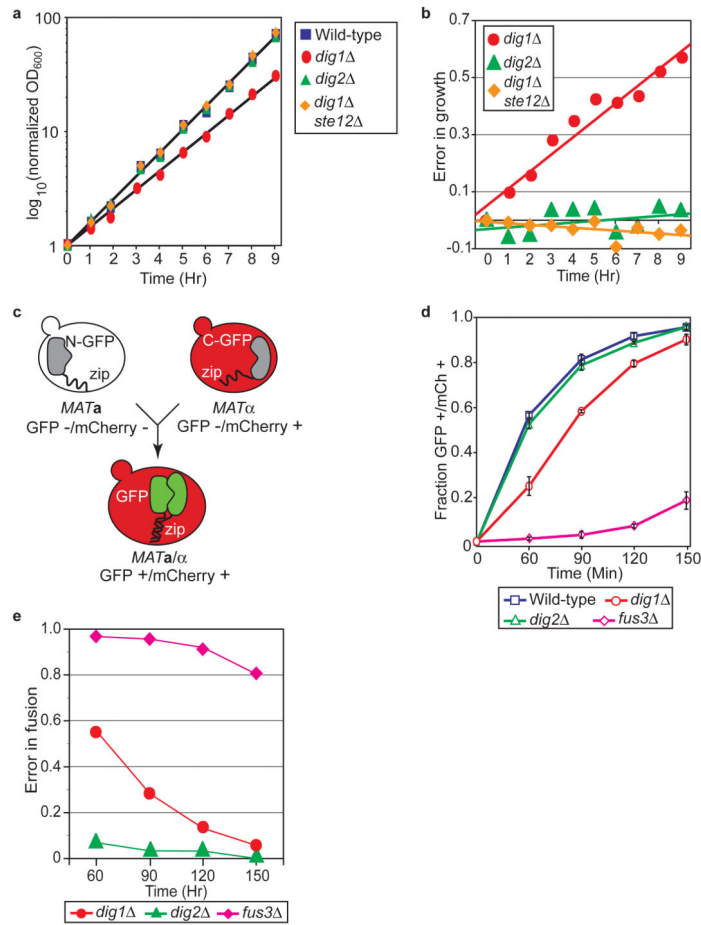 a
log10 (normalized OD600)
100
10
1
0 1 2 3 4 5 6 7 8 9
Time (Hr)
Wild-type
dig1Δ
dig2Δ
dig1Δ
ste12Δ
b
Error in growth
0.7
0.5
0.3
0.1
-0.1
0 1 2 3 4 5 6 7 8 9
Time (Hr)
dig1Δ
dig2Δ
dig1Δ
ste12Δ
c
N-GFP
zip
MATa
GFP -/mCherry -
C-GFP
zip
MATα
GFP -/mCherry +
GFP
zip
MATa/α
GFP +/mCherry +
d
Fraction GFP +/mCh +
1.0
0.8
0.6
0.4
0.2
0
0 60 90 120 150
Time (Min)
Wild-type
dig1Δ
dig2Δ
fus3Δ
e
Error in fusion
1.0
0.8
0.6
0.4
0.2
0
60 90 120 150
Time (Hr)
dig1Δ
dig2Δ
fus3Δ